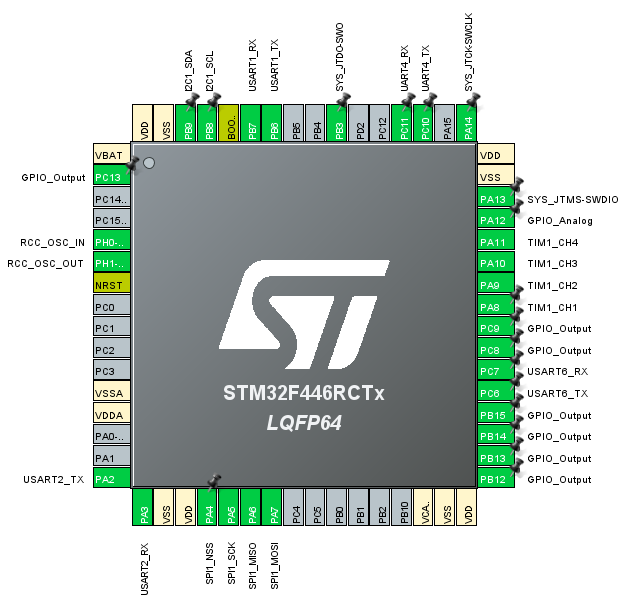 I2C1_SDA
I2C1_SCL
USART1_RX
USART1_TX
SYS_JTDO-SWO
UART4_RX
UART4_TX
SYS_JTCK-SWCLK
VDD
VSS
PB9
PB8
BOO..
PB7
PB6
PB5
PB4
PB3
PD2
PC12
PC11
PC10
PA15
PA14
VBAT
GPIO_Output PC13
PC14..
PC15..
RCC_OSC_IN PH0-..
RCC_OSC_OUT PH1-..
NRST
PC0
PC1
PC2
PC3
VSSA
VDDA
PA0-..
PA1
USART2_TX PA2
STM32F446RCTx
LQFP64
VDD
VSS
PA13 SYS_JTMS-SWDIO
PA12 GPIO_Analog
PA11 TIM1_CH4
PA10 TIM1_CH3
PA9 TIM1_CH2
PA8 TIM1_CH1
PC9 GPIO_Output
PC8 GPIO_Output
PC7 USART6_RX
PC6 USART6_TX
PB15 GPIO_Output
PB14 GPIO_Output
PB13 GPIO_Output
PB12 GPIO_Output
PA3
VSS
VDD
PA4
PA5
PA6
PA7
PC4
PC5
PB0
PB1
PB2
PB10
VCA..
VSS
VDD
USART2_RX
SPI1_NSS
SPI1_SCK
SPI1_MISO
SPI1_MOSI